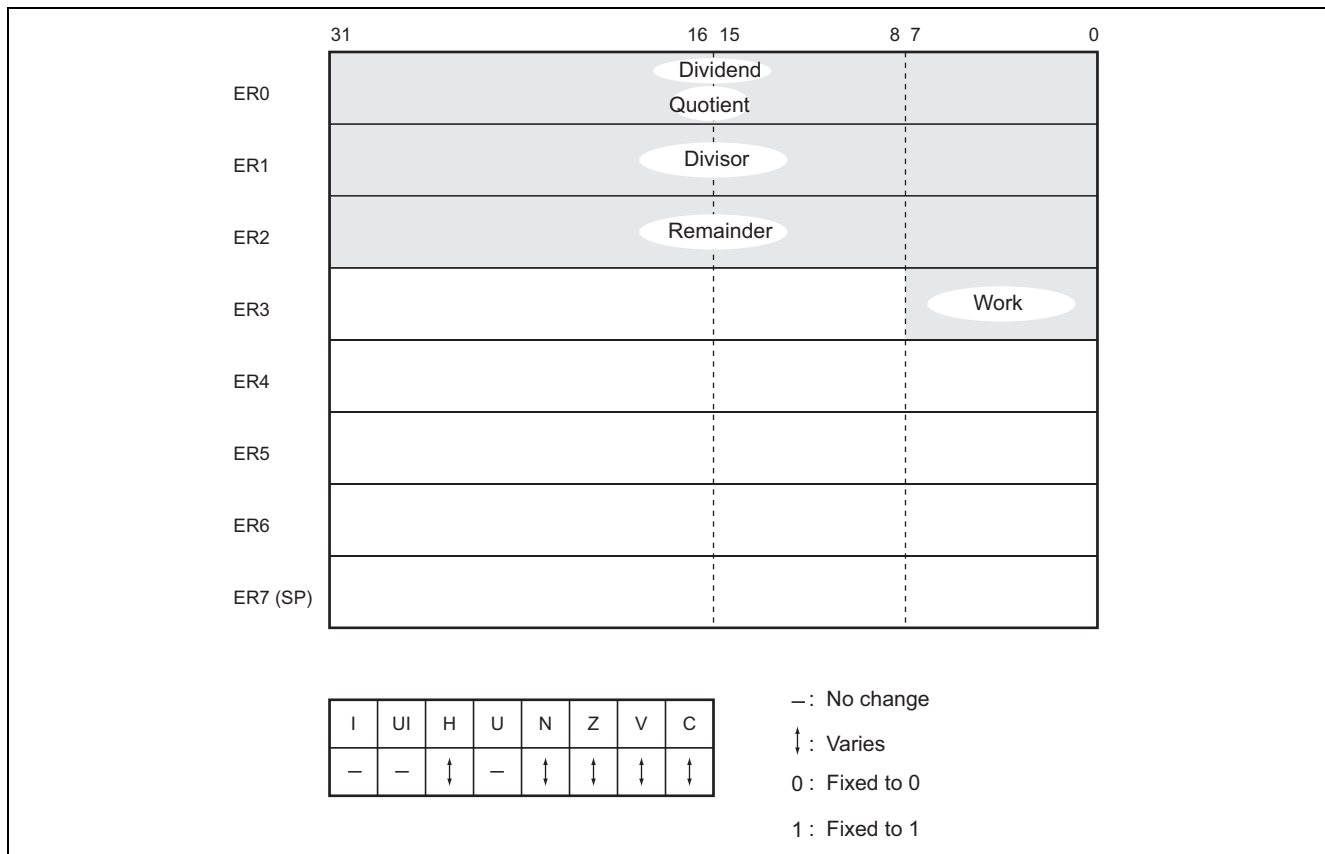 31 16 15 8 7 0
ER0 Dividend
Quotient
ER1 Divisor
ER2 Remainder
ER3 Work
ER4
ER5
ER6
ER7 (SP)
I UI H U N Z V C
– – ↕ – ↕ ↕ ↕ ↕
– : No change
↕ : Varies
0 : Fixed to 0
1 : Fixed to 1